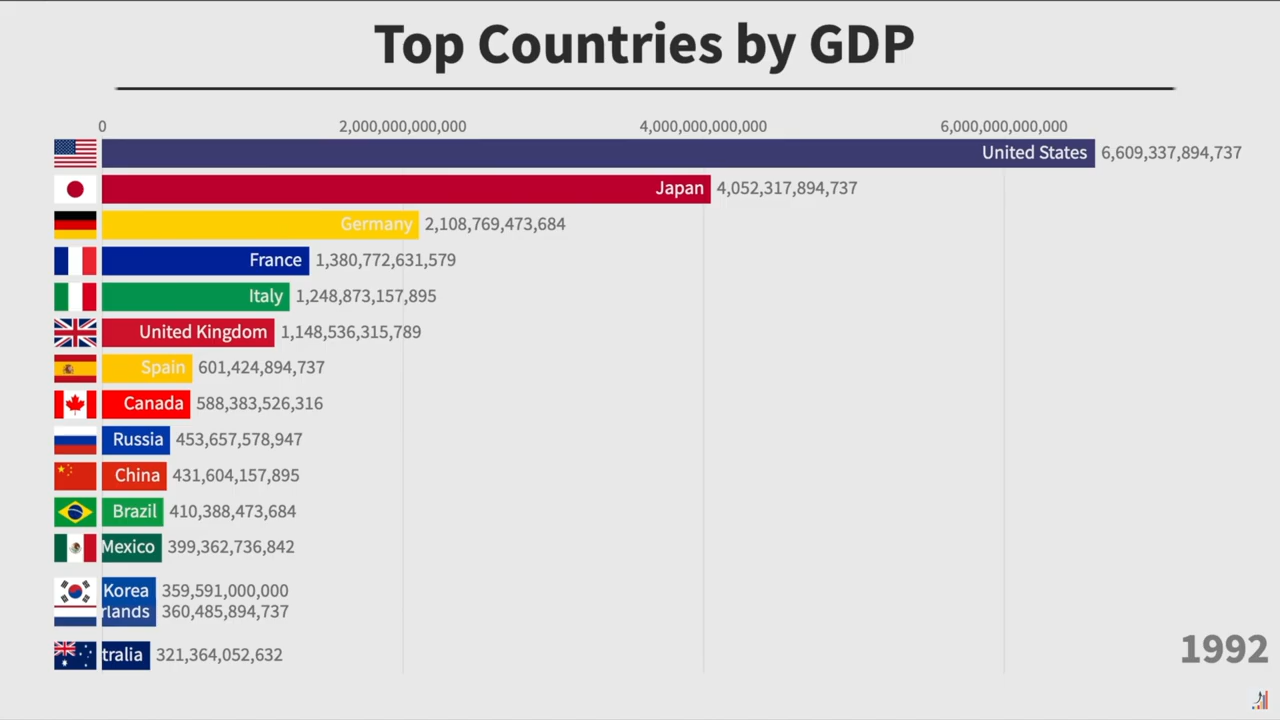 Top Countries by GDP
0 2,000,000,000,000 4,000,000,000,000 6,000,000,000,000
United States 6,609,337,894,737
Japan 4,052,317,894,737
Germany 2,108,769,473,684
France 1,380,772,631,579
Italy 1,248,873,157,895
United Kingdom 1,148,536,315,789
Spain 601,424,894,737
Canada 588,383,526,316
Russia 453,657,578,947
China 431,604,157,895
Brazil 410,388,473,684
Mexico 399,362,736,842
Korea 359,591,000,000
rlands 360,485,894,737
tralia 321,364,052,632
1992